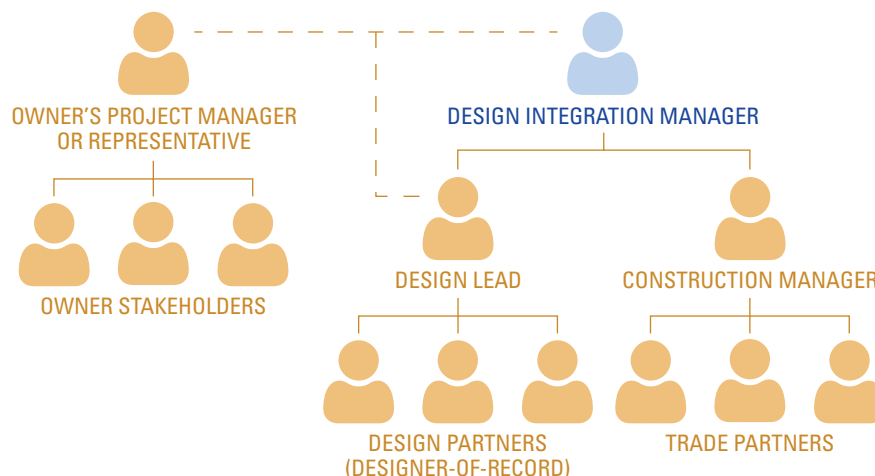 OWNER'S PROJECT MANAGER
OR REPRESENTATIVE
DESIGN INTEGRATION MANAGER
OWNER STAKEHOLDERS
DESIGN LEAD
CONSTRUCTION MANAGER
DESIGN PARTNERS
(DESIGNER-OF-RECORD)
TRADE PARTNERS